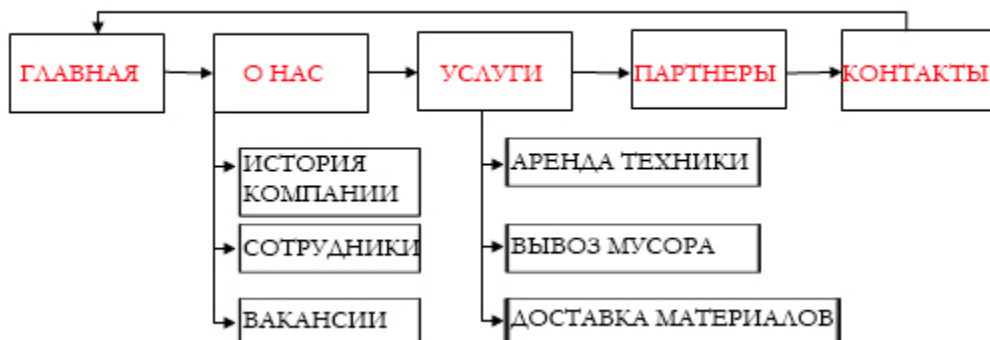 ГЛАВНАЯ
О НАС
УСЛУГИ
ПАРТНЕРЫ
КОНТАКТЫ
ИСТОРИЯ
КОМПАНИИ
СОТРУДНИКИ
ВАКАНСИИ
АРЕНДА ТЕХНИКИ
ВЫВОЗ МУСОРА
ДОСТАВКА МАТЕРИАЛОВ